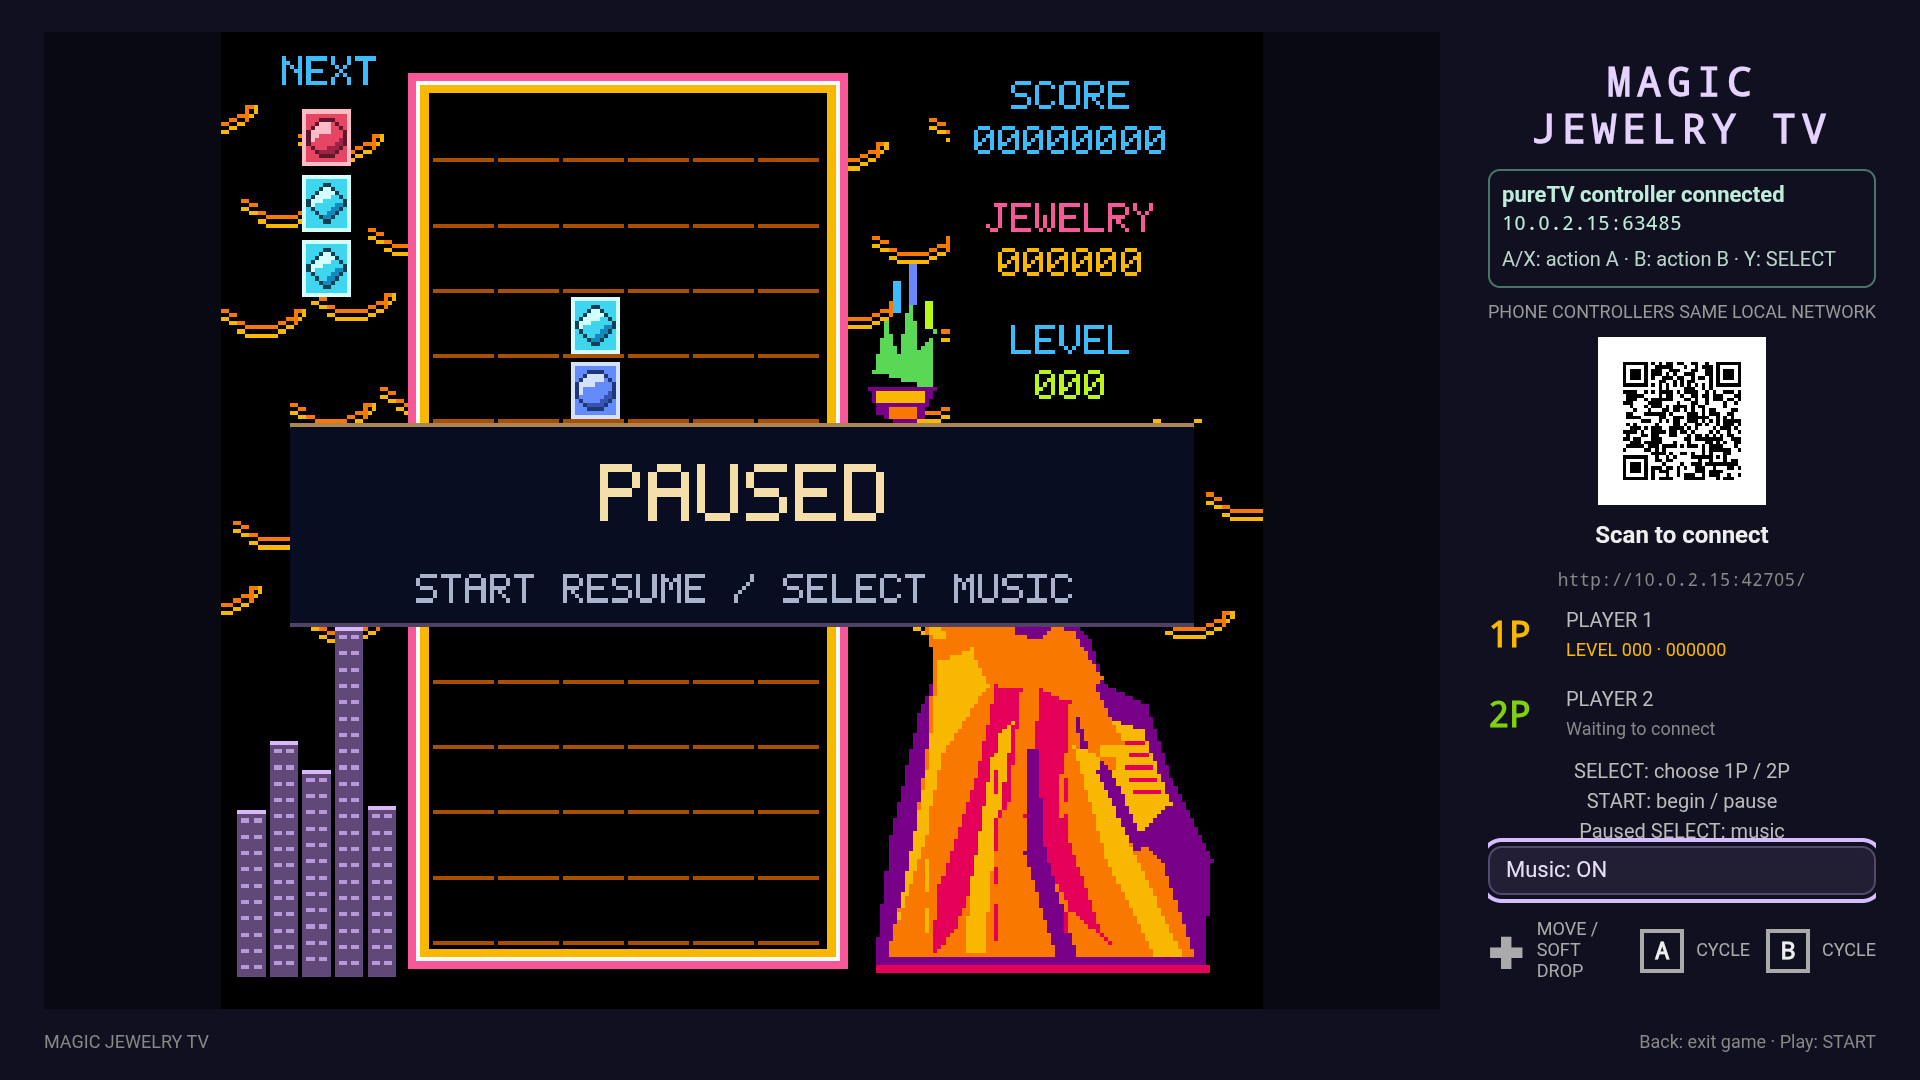 NEXT
SCORE
00000000
JEWELRY
000000
LEVEL
000
PAUSED
START RESUME / SELECT MUSIC
MAGIC
JEWELRY TV
pureTV controller connected
10.0.2.15:63485
A/X: action A · B: action B · Y: SELECT
PHONE CONTROLLERS SAME LOCAL NETWORK
Scan to connect
http://10.0.2.15:42705/
1P
PLAYER 1
LEVEL 000 · 000000
2P
PLAYER 2
Waiting to connect
SELECT: choose 1P / 2P
START: begin / pause
Paused SELECT: music
Music: ON
MOVE /
SOFT
DROP
A CYCLE
B CYCLE
MAGIC JEWELRY TV
Back: exit game · Play: START